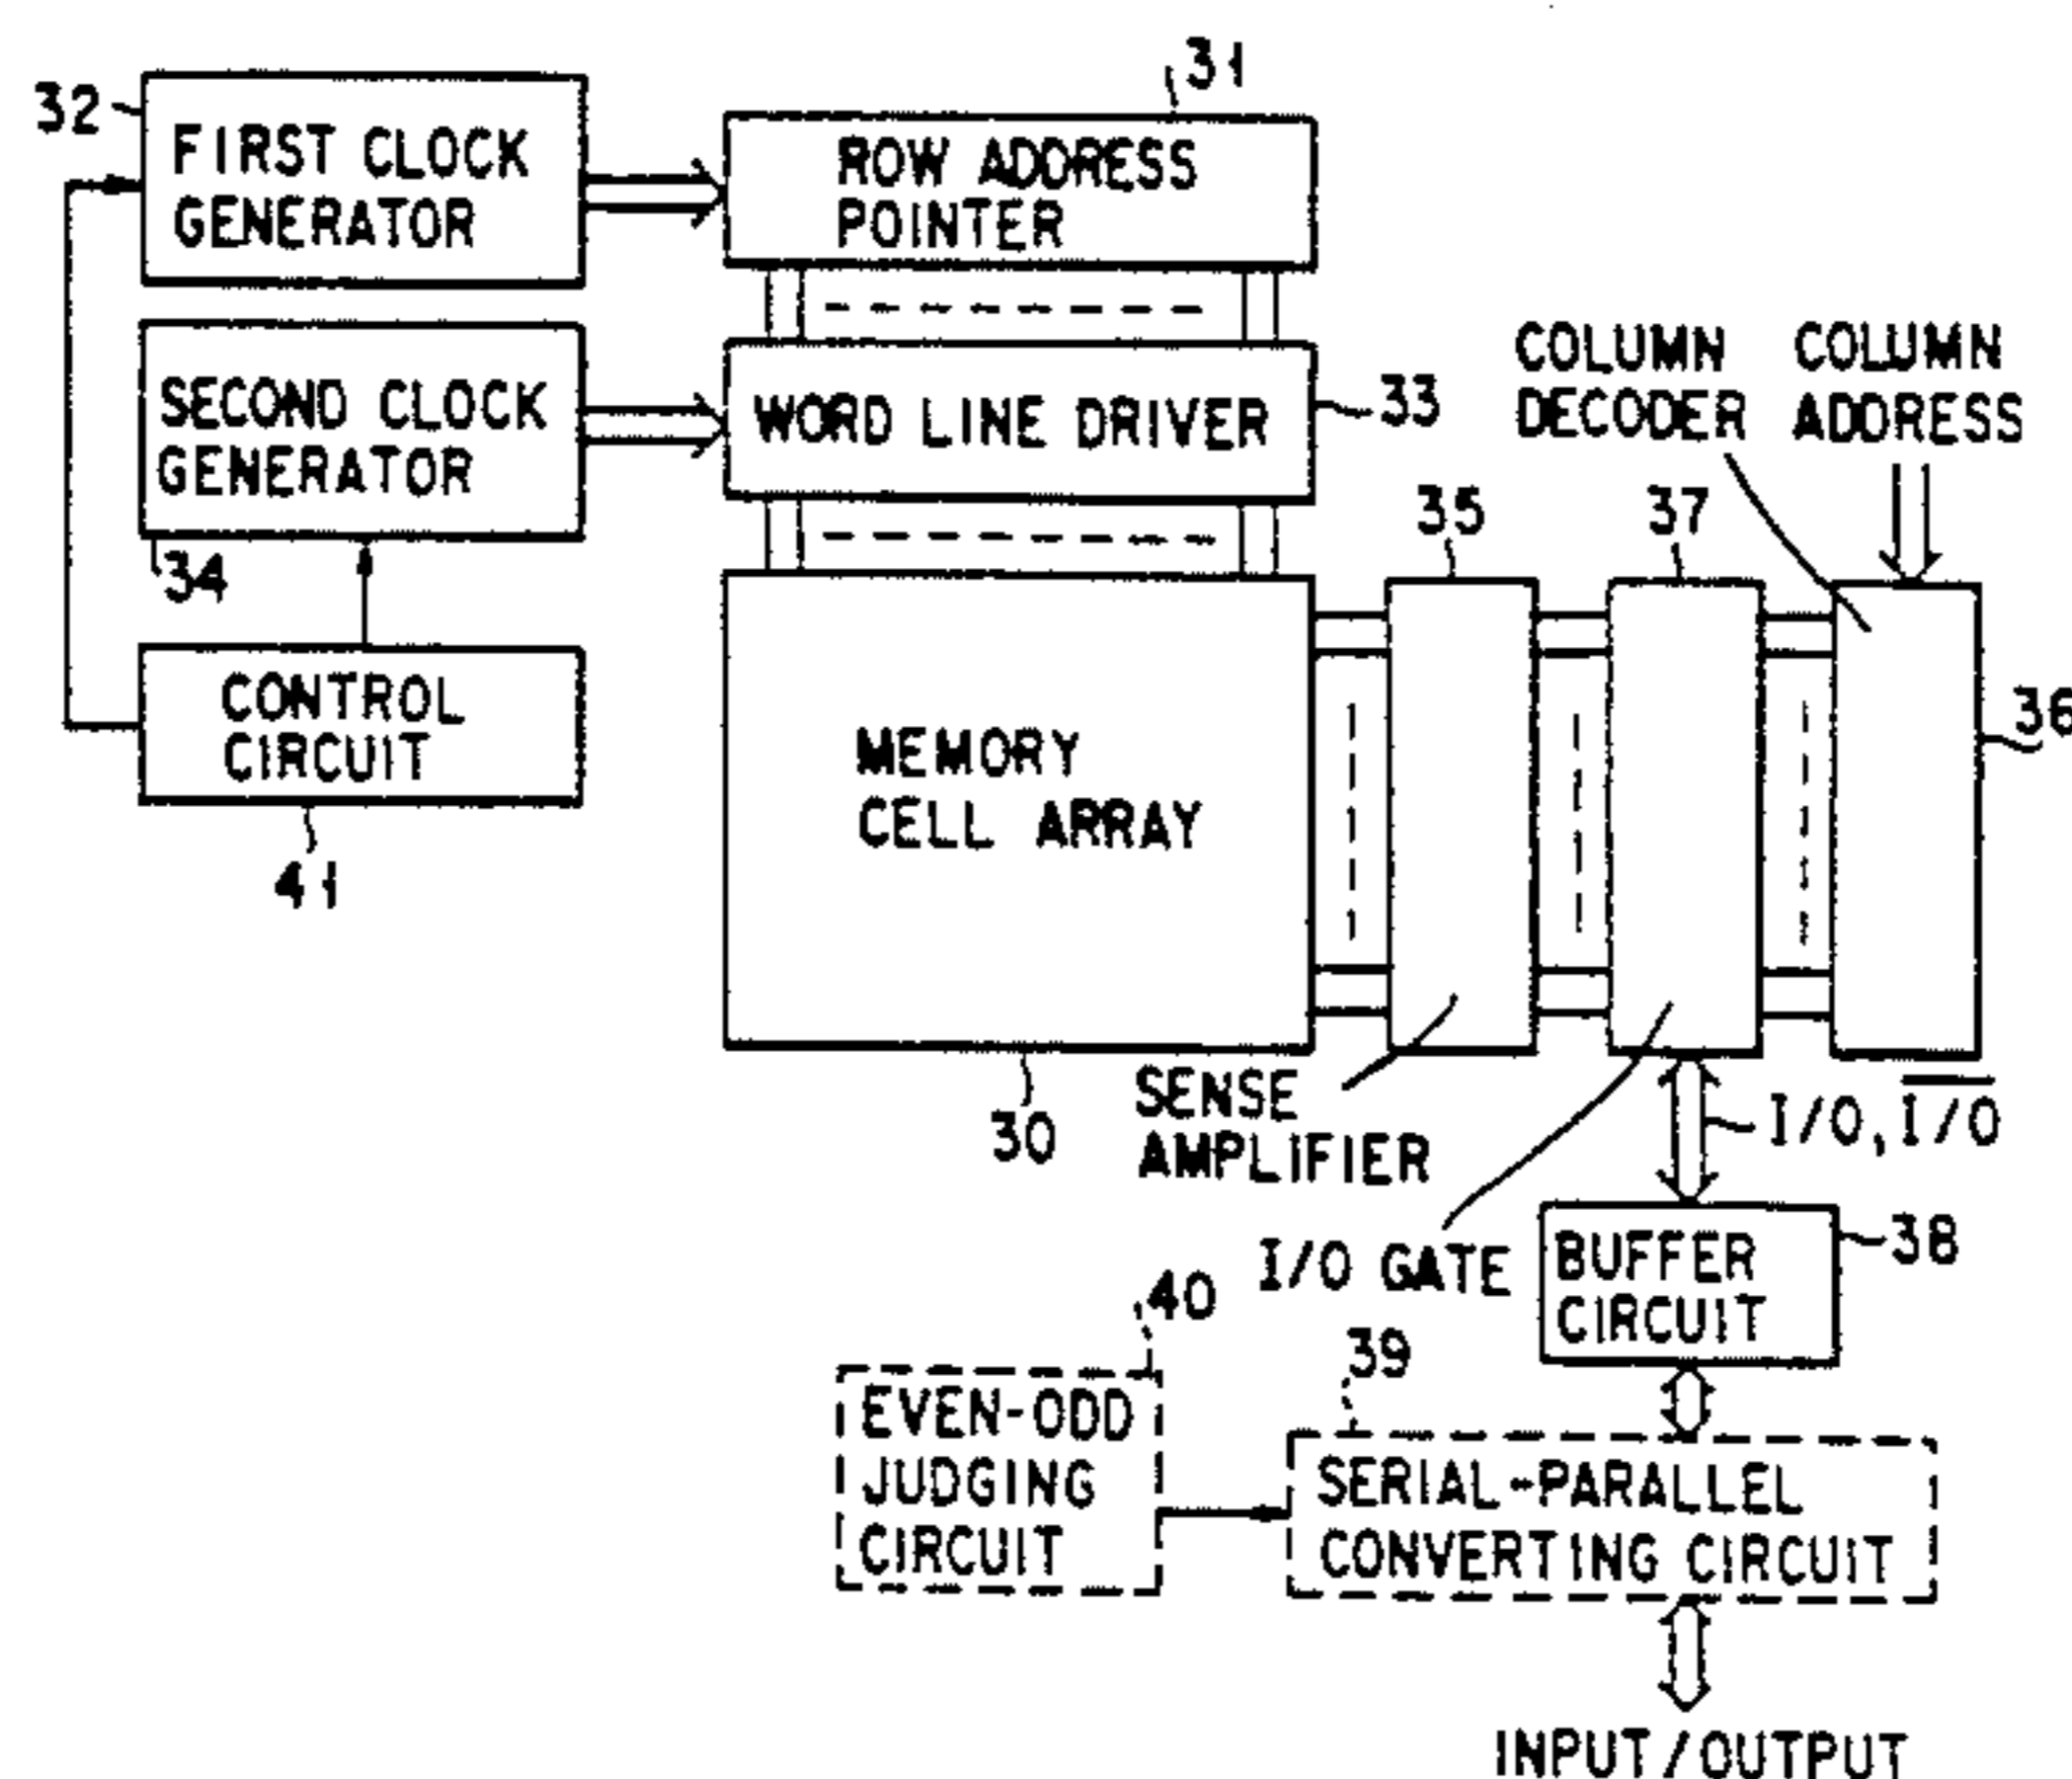 32
FIRST CLOCK
GENERATOR
31
ROW ADDRESS
POINTER
SECOND CLOCK
GENERATOR
34
WORD LINE DRIVER
33
COLUMN
DECODER
COLUMN
ADDRESS
CONTROL
CIRCUIT
41
MEMORY
CELL ARRAY
30
35
37
36
SENSE
AMPLIFIER
I/O GATE
I/O, I̅/̅O̅
BUFFER
CIRCUIT
38
40
EVEN-ODD
JUDGING
CIRCUIT
39
SERIAL-PARALLEL
CONVERTING CIRCUIT
INPUT/OUTPUT